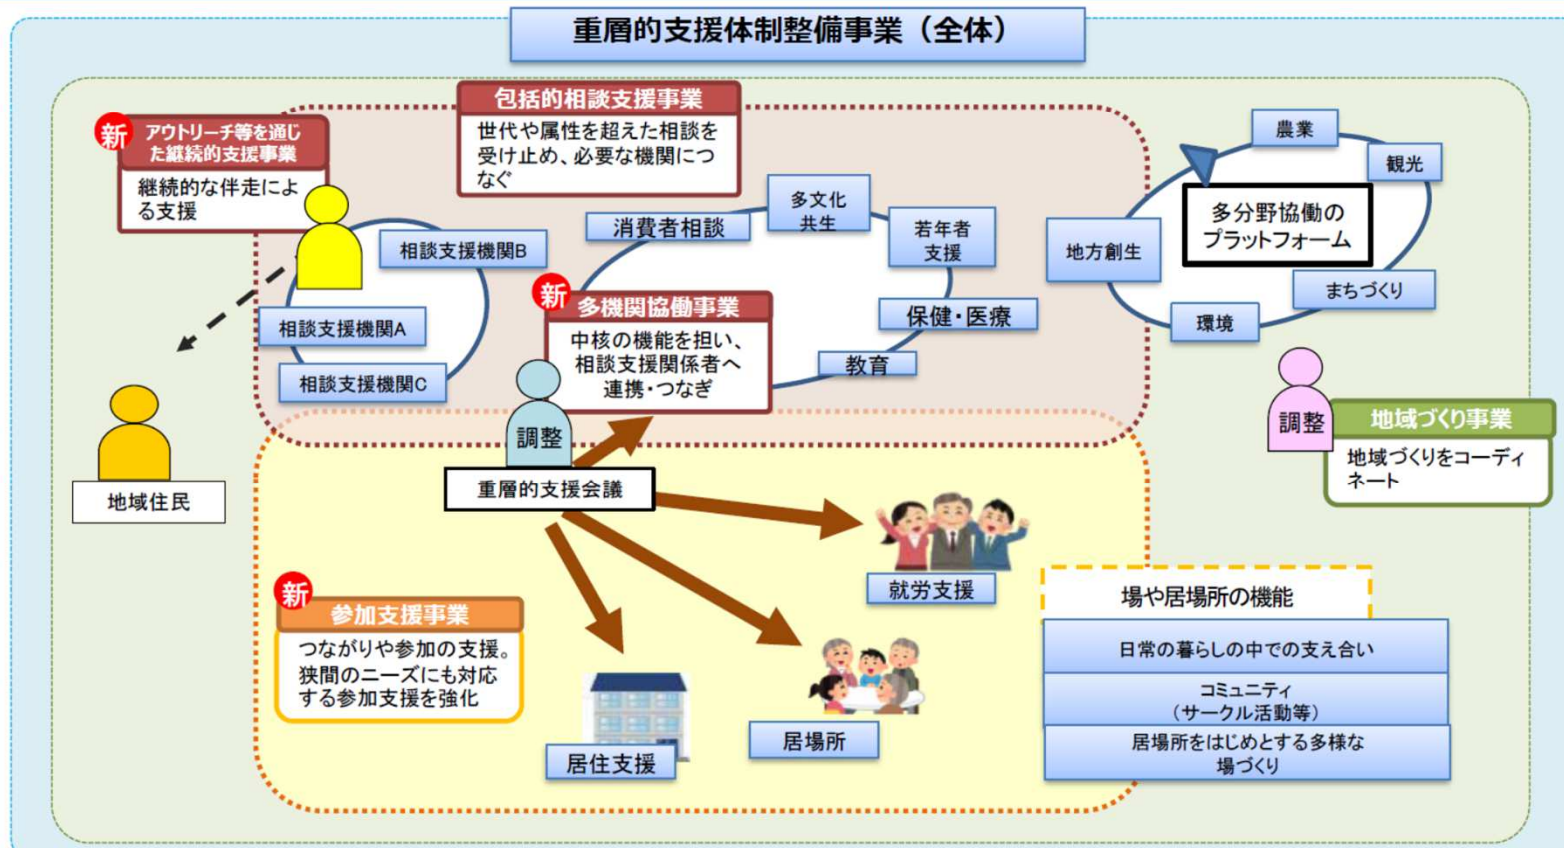 重層的支援体制整備事業（全体）
包括的相談支援事業
世代や属性を超えた相談を
受け止め、必要な機関につ
なぐ
新
アウトリーチ等を通じ
た継続的支援事業
継続的な伴走によ
る支援
相談支援機関B
相談支援機関A
相談支援機関C
消費者相談
多文化
共生
若年者
支援
保健・医療
教育
新
多機関協働事業
中核の機能を担い、
相談支援関係者へ
連携・つなぎ
調整
重層的支援会議
農業
観光
多分野協働の
プラットフォーム
地方創生
まちづくり
環境
調整
地域づくり事業
地域づくりをコーディ
ネート
地域住民
新
参加支援事業
つながりや参加の支援。
狭間のニーズにも対応
する参加支援を強化
就労支援
居場所
居住支援
場や居場所の機能
日常の暮らしの中での支え合い
コミュニティ
（サークル活動等）
居場所をはじめとする多様な
場づくり